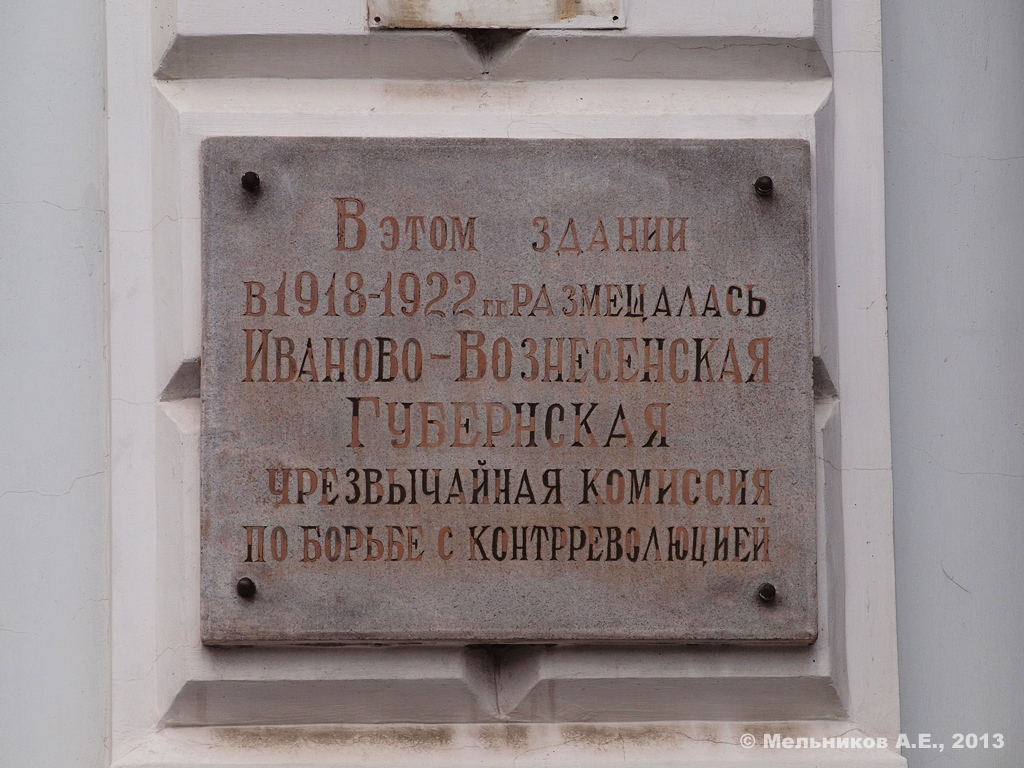 В этом здании
в 1918-1922 гг размещалась
Иваново-Вознесенская
Губернская
чрезвычайная комиссия
по борьбе с контрреволюцией
© Мельников А.Е., 2013